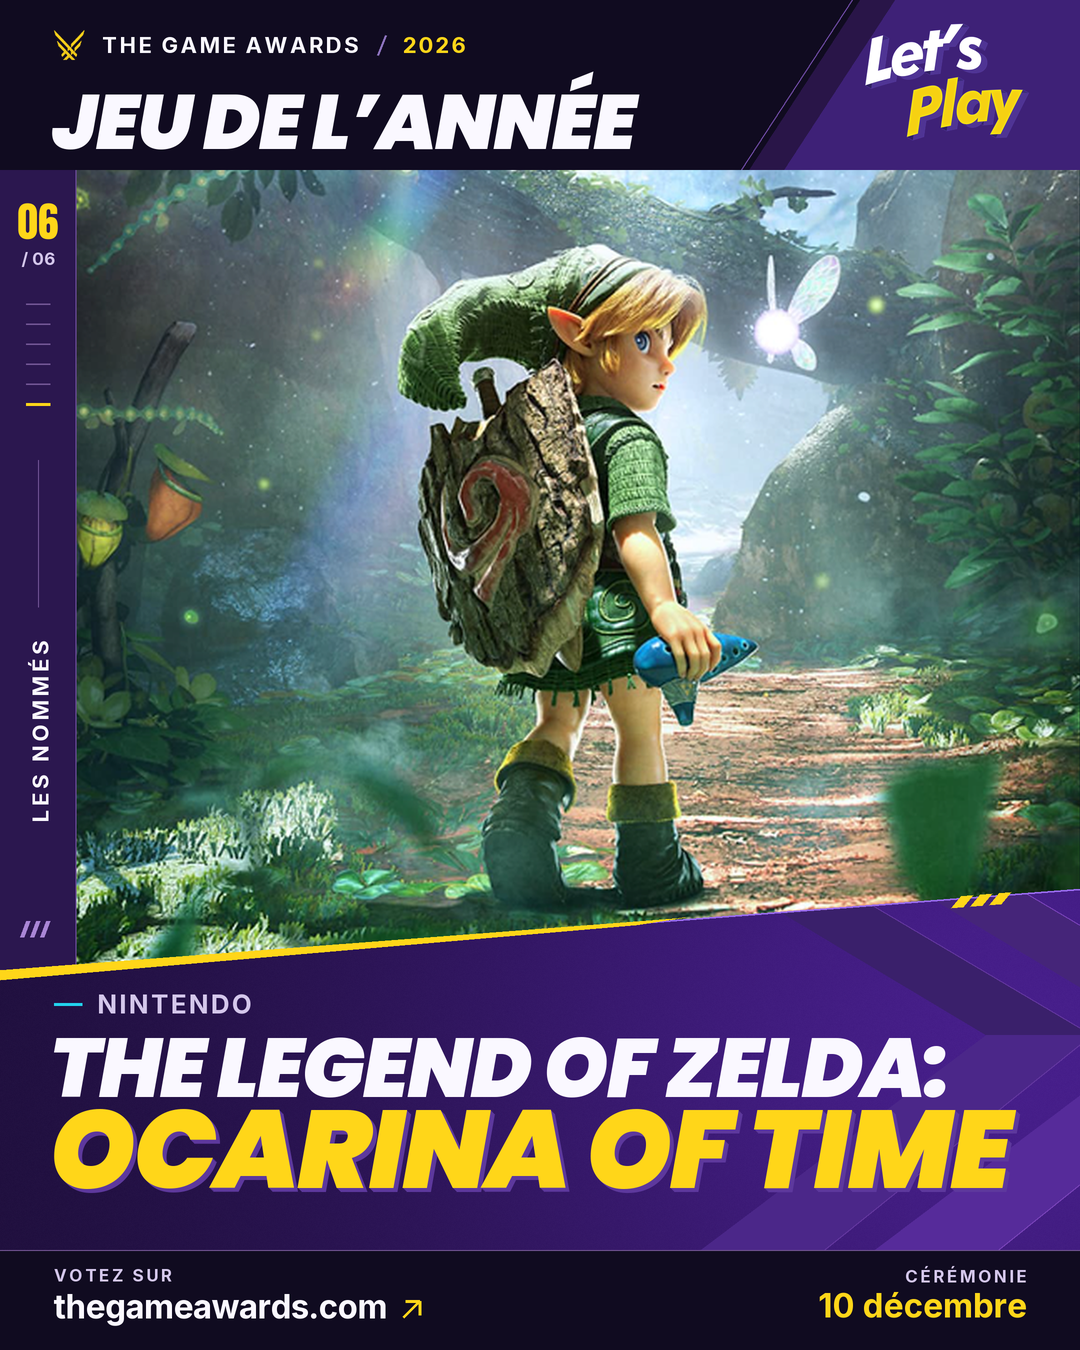 THE GAME AWARDS / 2026
JEU DE L’ANNÉE
Let’s
Play
06
/ 06
LES NOMMÉS
NINTENDO
THE LEGEND OF ZELDA:
OCARINA OF TIME
VOTEZ SUR
thegameawards.com
CÉRÉMONIE
10 décembre